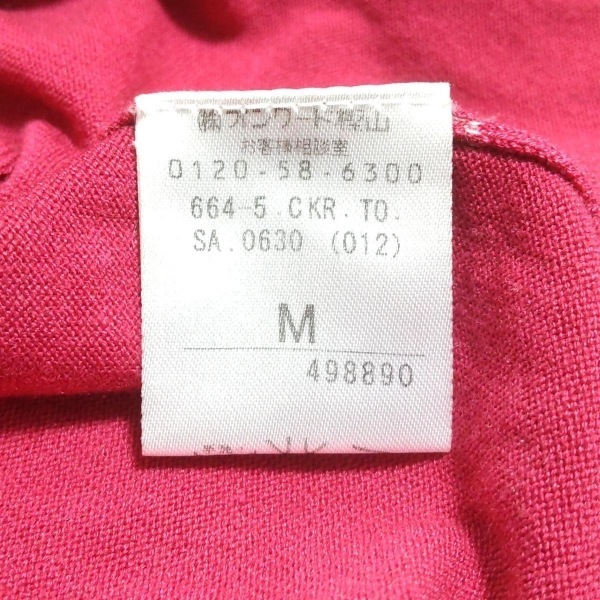 ㈱オンワード樫山
お客様相談室
0120-58-6300
664-5.CKR.TO.
SA.0630 (012)
M
498890